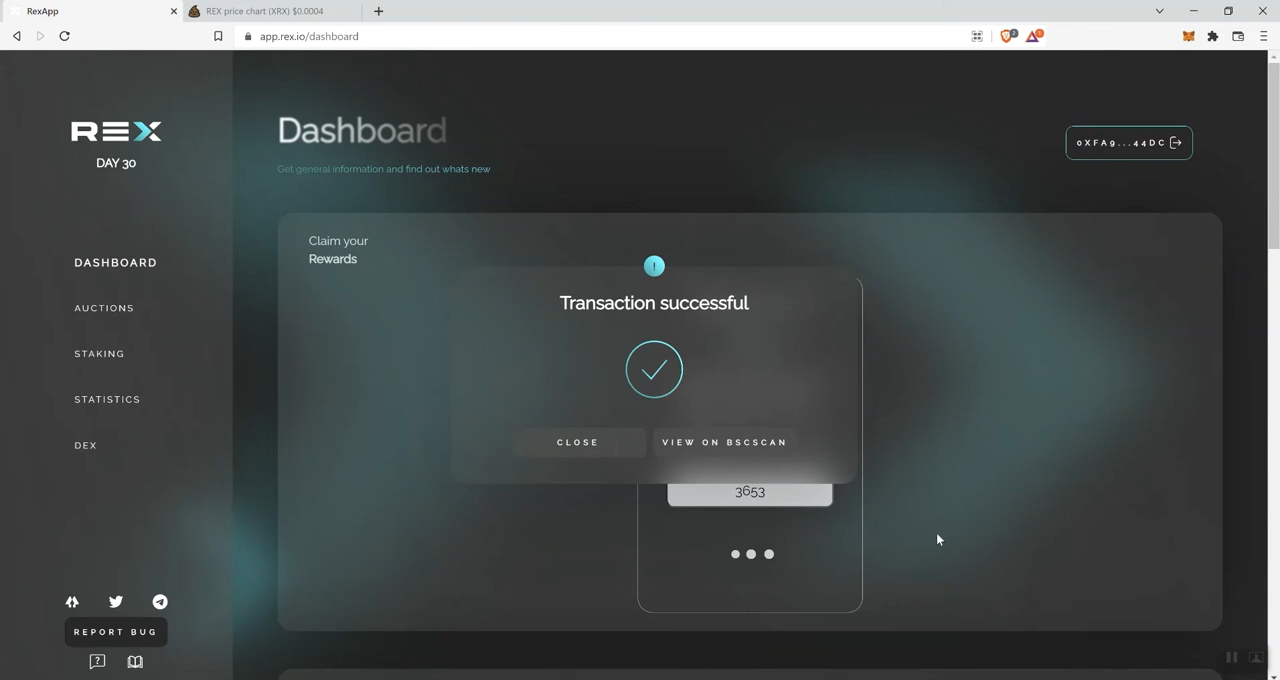 RexApp
REX price chart (XRX) $0.0004
app.rex.io/dashboard
2
1
REX
DAY 30
Dashboard
Get general information and find out whats new
0XFA9...44DC
DASHBOARD
AUCTIONS
STAKING
STATISTICS
DEX
Claim your
Rewards
!
Transaction successful
CLOSE
VIEW ON BSCSCAN
3653
REPORT BUG
?